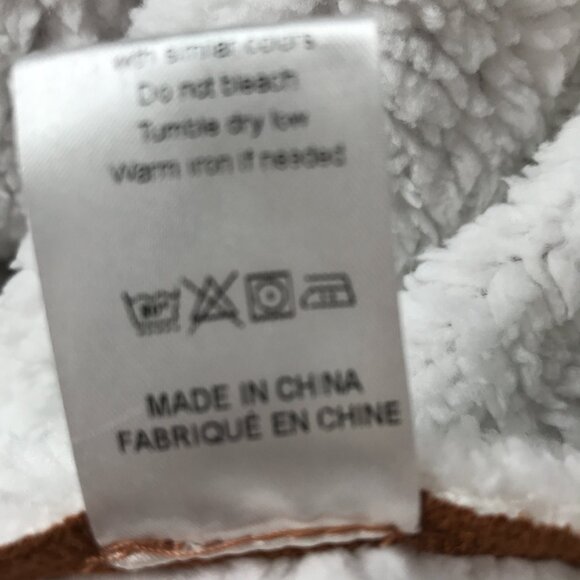 with similar colors
Do not bleach
Tumble dry low
Warm iron if needed
MADE IN CHINA
FABRIQUÉ EN CHINE